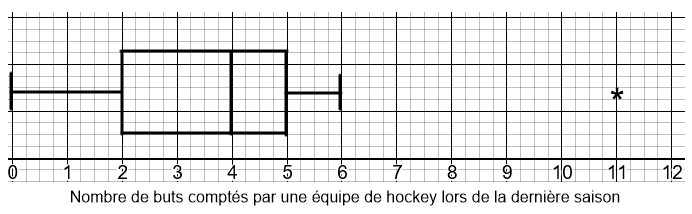 0 1 2 3 4 5 6 7 8 9 10 11 12
Nombre de buts comptés par une équipe de hockey lors de la dernière saison